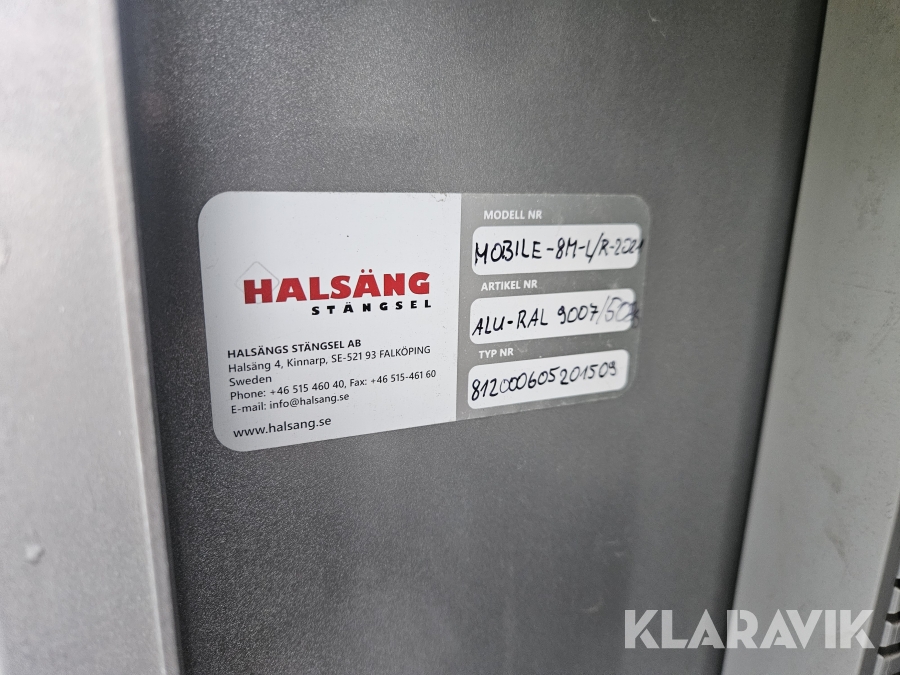 HALSÄNG
STÄNGSEL
HALSÄNGS STÄNGSEL AB
Halsäng 4, Kinnarp, SE-521 93 FALKÖPING
Sweden
Phone: +46 515 460 40, Fax: +46 515-461 60
E-mail: info@halsang.se
www.halsang.se
MODELL NR
MOBILE-8M-L/R-2021
ARTIKEL NR
ALU-RAL 9007
TYP NR
812000605201509
KLARAVIK